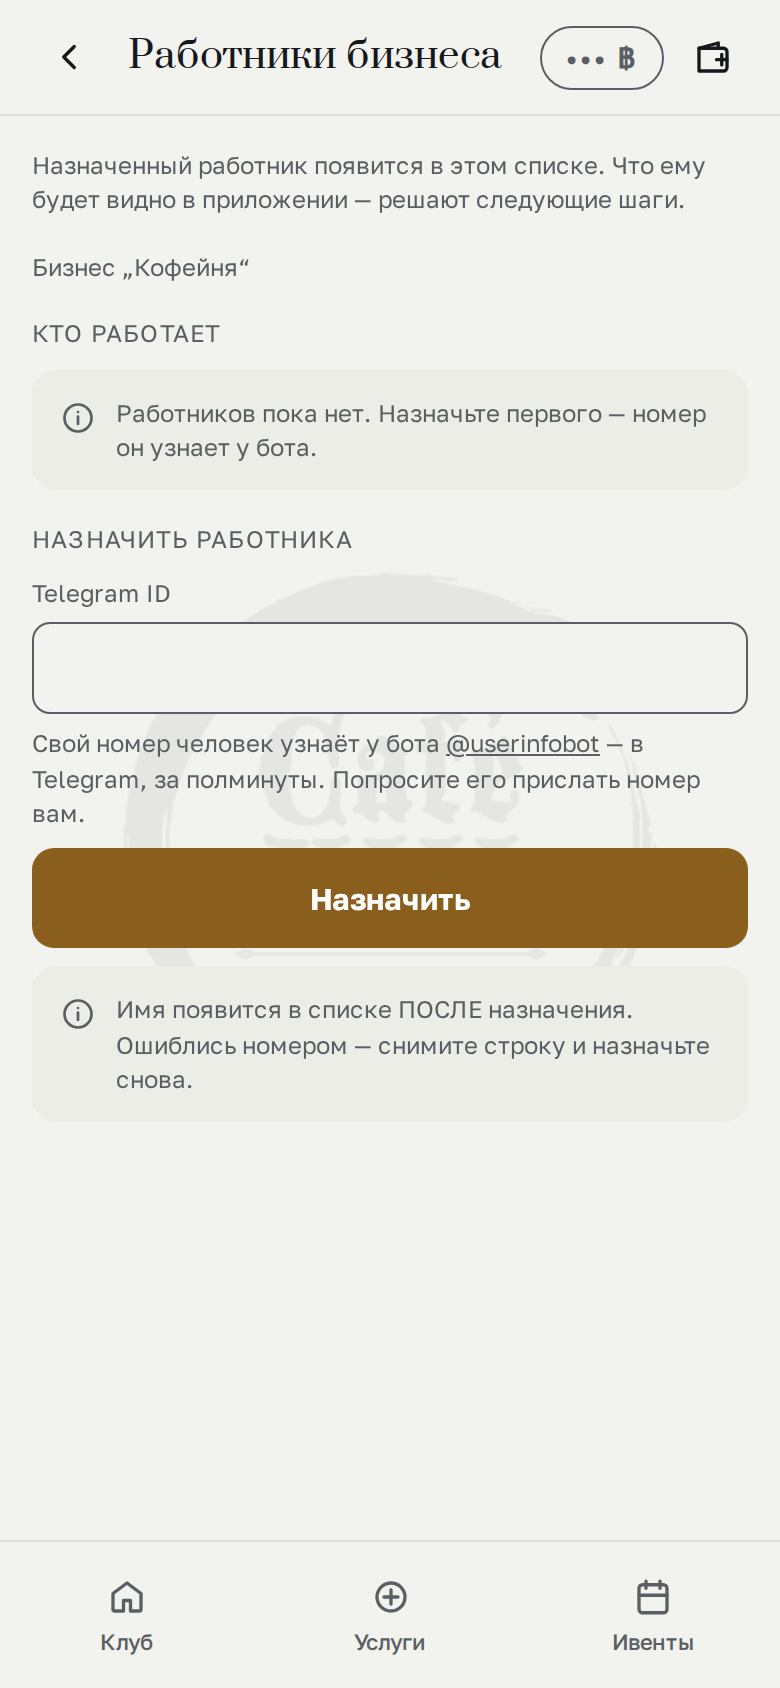 Работники бизнеса
••• ฿
Назначенный работник появится в этом списке. Что ему
будет видно в приложении — решают следующие шаги.
Бизнес „Кофейня“
КТО РАБОТАЕТ
Работников пока нет. Назначьте первого — номер
он узнает у бота.
НАЗНАЧИТЬ РАБОТНИКА
Telegram ID
Café
Свой номер человек узнаёт у бота @userinfobot — в
Telegram, за полминуты. Попросите его прислать номер
вам.
Назначить
Имя появится в списке ПОСЛЕ назначения.
Ошиблись номером — снимите строку и назначьте
снова.
Клуб
Услуги
Ивенты